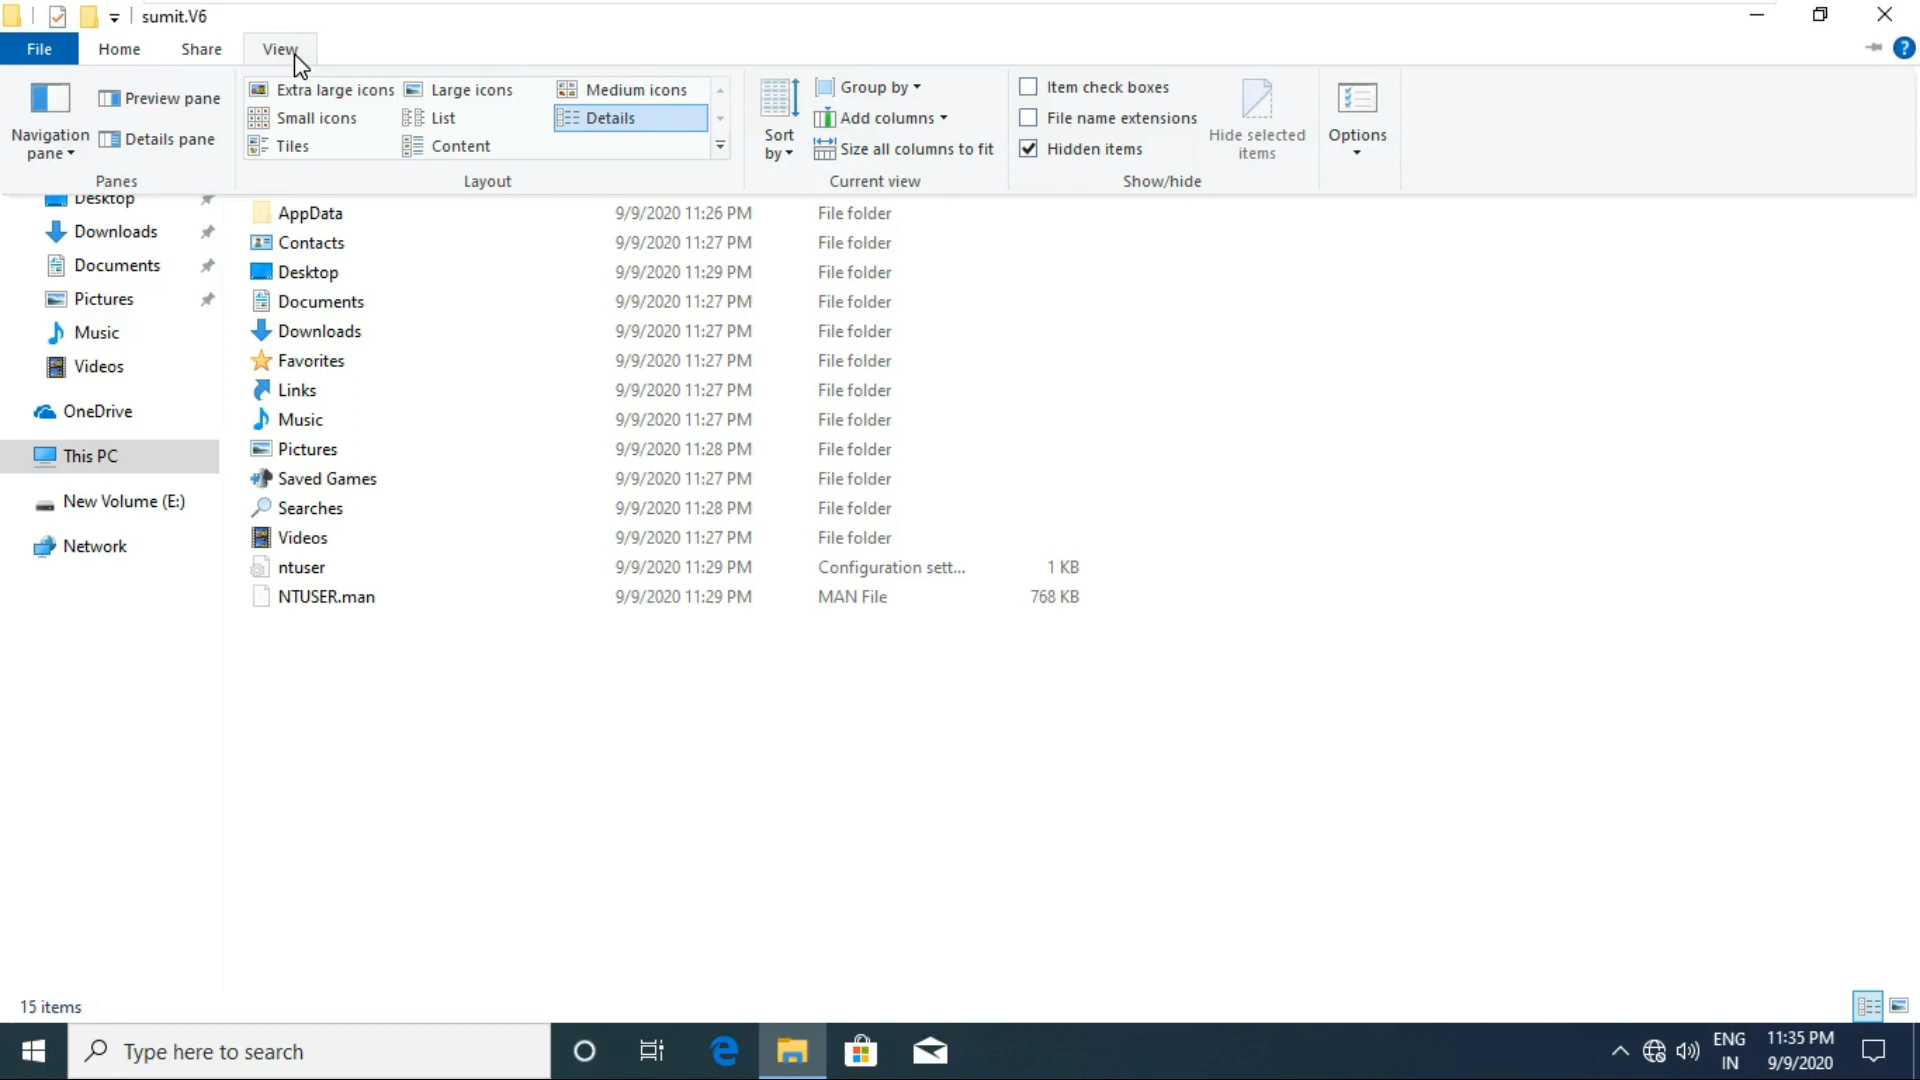 sumit.V6
File Home Share View
Extra large icons Large icons Medium icons
Small icons List Details
Tiles Content
Preview pane
Details pane
Navigation
pane
Sort
by
Group by
Add columns
Size all columns to fit
Item check boxes
File name extensions
Hidden items
Hide selected
items
Options
Panes Layout Current view Show/hide
Desktop
Downloads
Documents
Pictures
Music
Videos
OneDrive
This PC
New Volume (E:)
Network
AppData 9/9/2020 11:26 PM File folder
Contacts 9/9/2020 11:27 PM File folder
Desktop 9/9/2020 11:29 PM File folder
Documents 9/9/2020 11:27 PM File folder
Downloads 9/9/2020 11:27 PM File folder
Favorites 9/9/2020 11:27 PM File folder
Links 9/9/2020 11:27 PM File folder
Music 9/9/2020 11:27 PM File folder
Pictures 9/9/2020 11:28 PM File folder
Saved Games 9/9/2020 11:27 PM File folder
Searches 9/9/2020 11:28 PM File folder
Videos 9/9/2020 11:27 PM File folder
ntuser 9/9/2020 11:29 PM Configuration sett... 1 KB
NTUSER.man 9/9/2020 11:29 PM MAN File 768 KB
15 items
Type here to search
ENG
IN
11:35 PM
9/9/2020